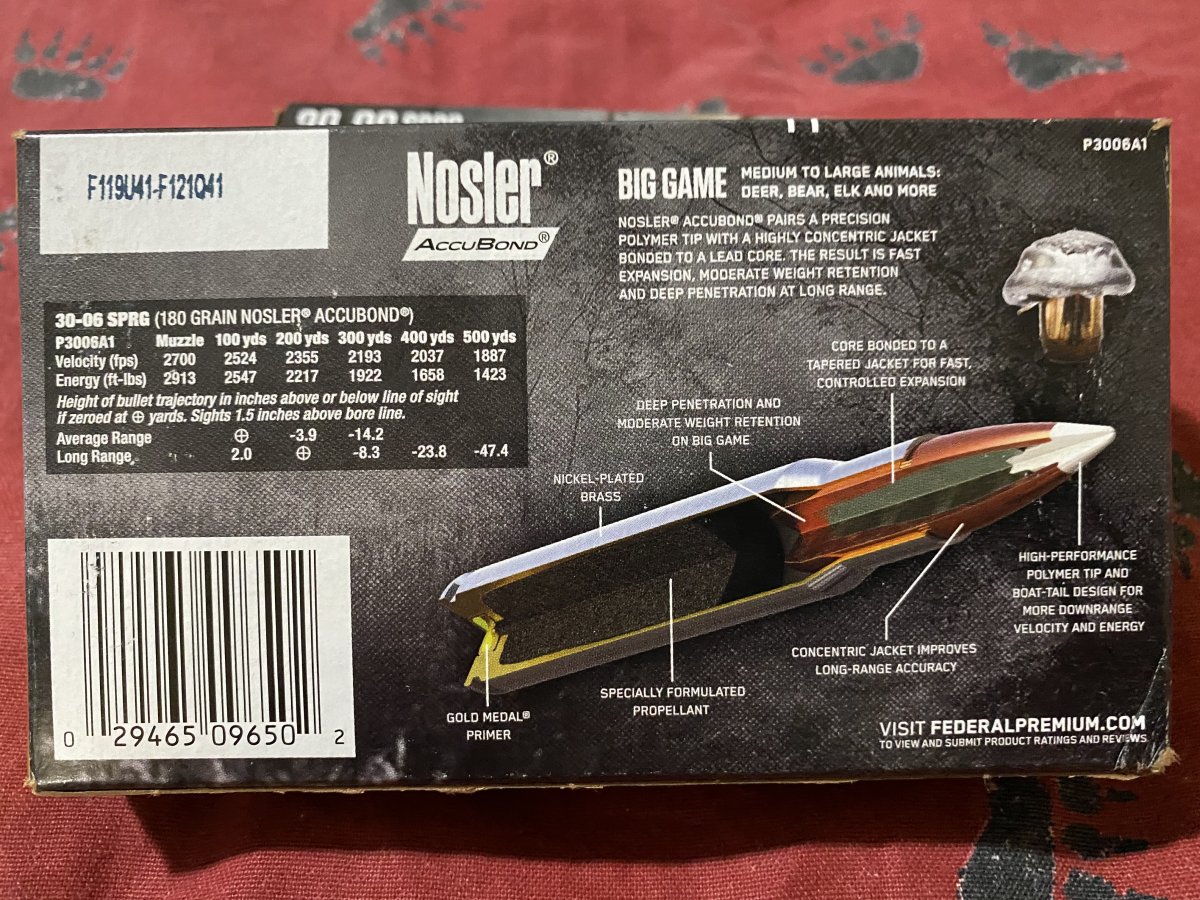 30-06 SPRG
P3006A1
F119U41-F121Q41
Nosler®
ACCUBOND®
BIG GAME MEDIUM TO LARGE ANIMALS:
DEER, BEAR, ELK AND MORE
NOSLER® ACCUBOND® PAIRS A PRECISION
POLYMER TIP WITH A HIGHLY CONCENTRIC JACKET
BONDED TO A LEAD CORE. THE RESULT IS FAST
EXPANSION, MODERATE WEIGHT RETENTION
AND DEEP PENETRATION AT LONG RANGE.
30-06 SPRG (180 GRAIN NOSLER® ACCUBOND®)
P3006A1 Muzzle 100 yds 200 yds 300 yds 400 yds 500 yds
Velocity (fps) 2700 2524 2355 2193 2037 1887
Energy (ft-lbs) 2913 2547 2217 1922 1658 1423
Height of bullet trajectory in inches above or below line of sight
if zeroed at ⊕ yards. Sights 1.5 inches above bore line.
Average Range ⊕ -3.9 -14.2
Long Range 2.0 ⊕ -8.3 -23.8 -47.4
CORE BONDED TO A
TAPERED JACKET FOR FAST,
CONTROLLED EXPANSION
DEEP PENETRATION AND
MODERATE WEIGHT RETENTION
ON BIG GAME
NICKEL-PLATED
BRASS
HIGH-PERFORMANCE
POLYMER TIP AND
BOAT-TAIL DESIGN FOR
MORE DOWNRANGE
VELOCITY AND ENERGY
CONCENTRIC JACKET IMPROVES
LONG-RANGE ACCURACY
SPECIALLY FORMULATED
PROPELLANT
GOLD MEDAL®
PRIMER
0 29465 09650 2
VISIT FEDERALPREMIUM.COM
TO VIEW AND SUBMIT PRODUCT RATINGS AND REVIEWS